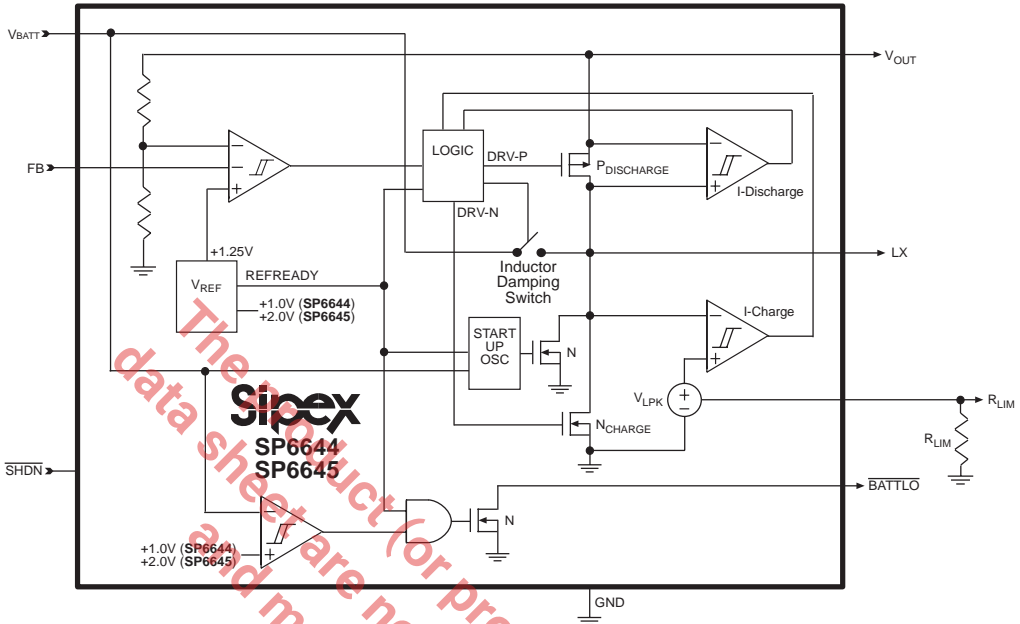 VBATT
VOUT
LOGIC
FB
DRV-P
PDISCHARGE
I-Discharge
DRV-N
+1.25V
LX
VREF
REFREADY
Inductor
Damping
Switch
+1.0V (SP6644)
+2.0V (SP6645)
I-Charge
START
UP
OSC
N
VLPK
RLIM
NCHARGE
RLIM
Sipex
SP6644
SP6645
SHDN
BATTLO
N
+1.0V (SP6644)
+2.0V (SP6645)
GND
The product (or pro
data sheet are no
and m